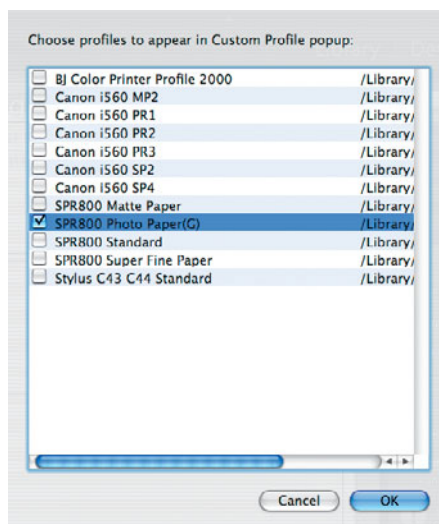 Choose profiles to appear in Custom Profile popup:
BJ Color Printer Profile 2000 /Library/
Canon i560 MP2 /Library/
Canon i560 PR1 /Library/
Canon i560 PR2 /Library/
Canon i560 PR3 /Library/
Canon i560 SP2 /Library/
Canon i560 SP4 /Library/
SPR800 Matte Paper /Library/
SPR800 Photo Paper(G) /Library/
SPR800 Standard /Library/
SPR800 Super Fine Paper /Library/
Stylus C43 C44 Standard /Library/
Cancel OK